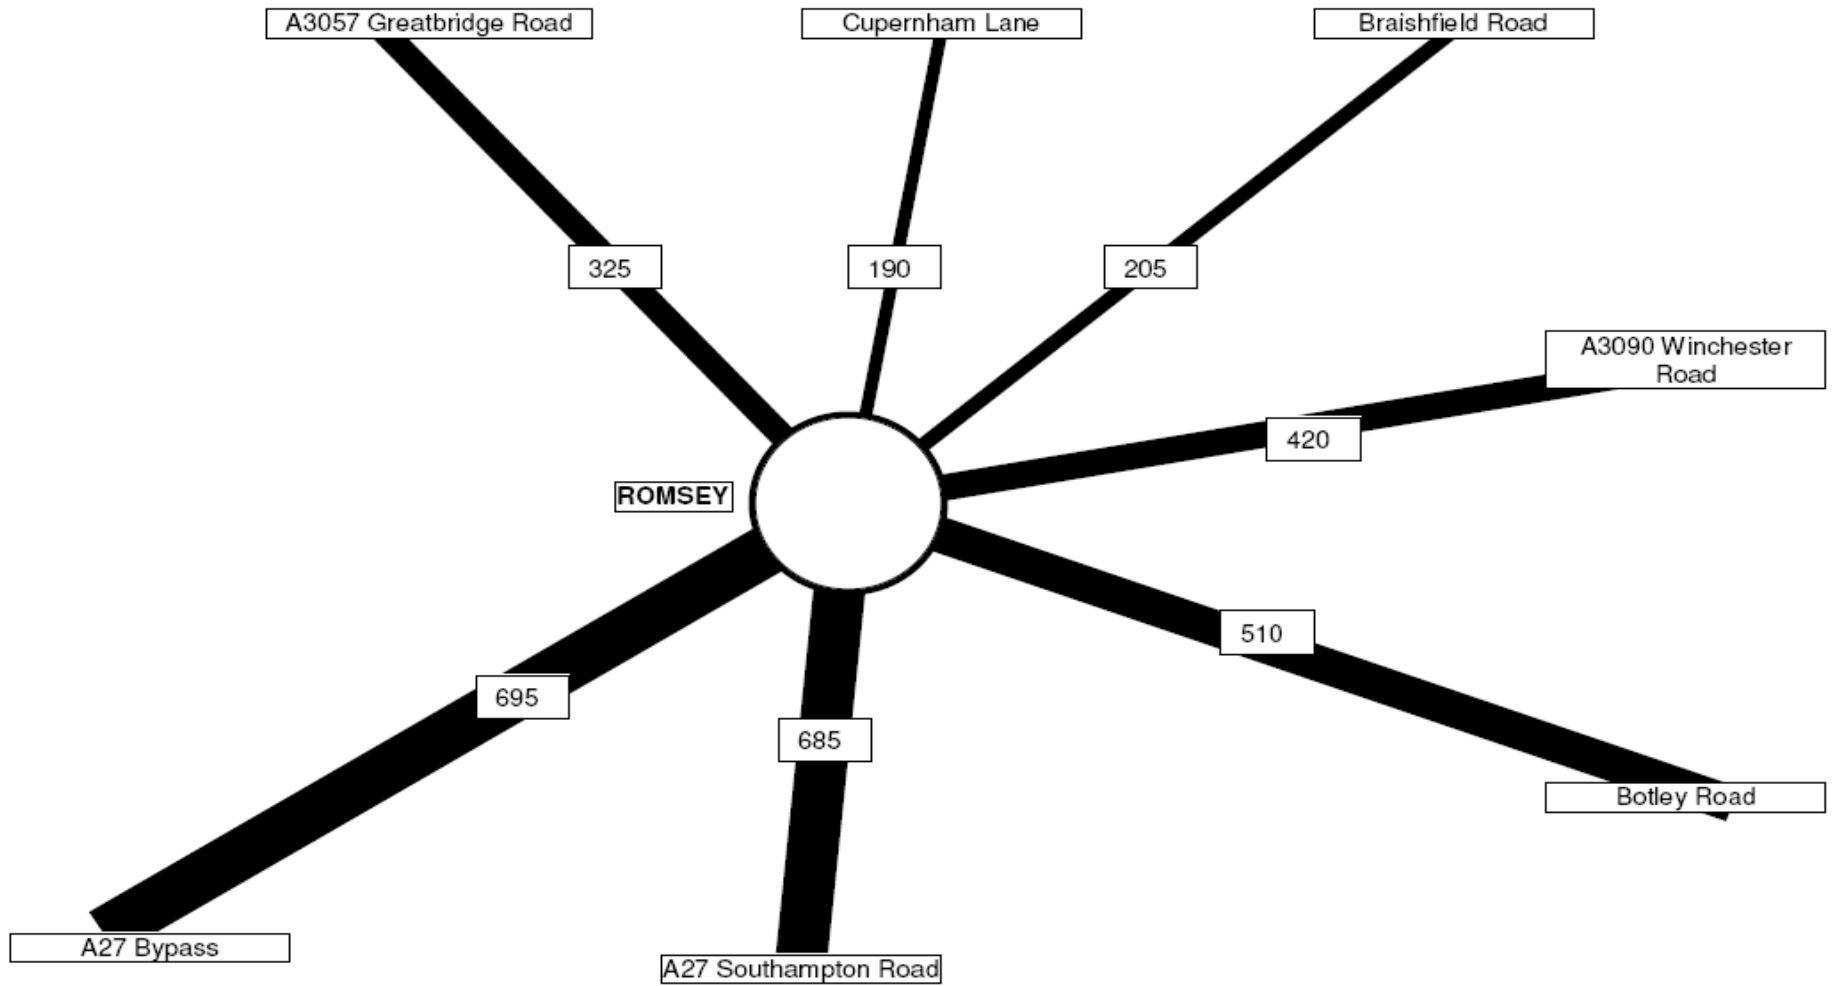 A3057 Greatbridge Road
Cupernham Lane
Braishfield Road
325
190
205
A3090 Winchester
Road
420
ROMSEY
510
695
685
Botley Road
A27 Bypass
A27 Southampton Road